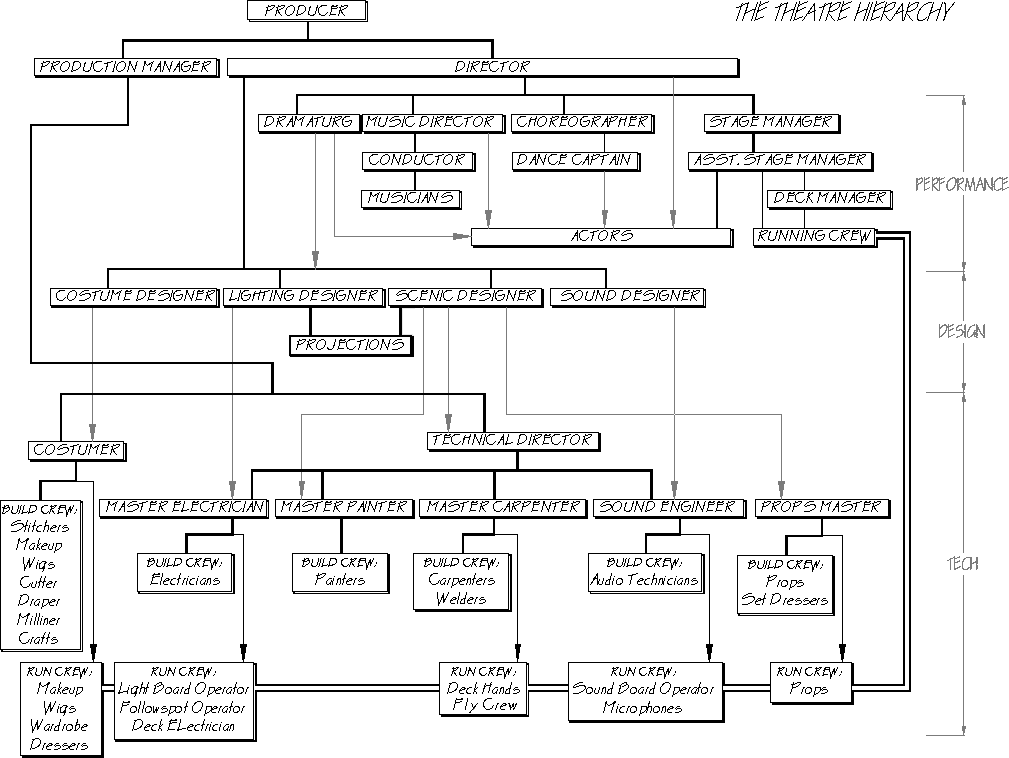 PRODUCER
THE THEATRE HIERARCHY
PRODUCTION MANAGER
DIRECTOR
DRAMATURG
MUSIC DIRECTOR
CHOREOGRAPHER
STAGE MANAGER
CONDUCTOR
DANCE CAPTAIN
ASST. STAGE MANAGER
PERFORMANCE
MUSICIANS
DECK MANAGER
ACTORS
RUNNING CREW
COSTUME DESIGNER
LIGHTING DESIGNER
SCENIC DESIGNER
SOUND DESIGNER
DESIGN
PROJECTIONS
COSTUMER
TECHNICAL DIRECTOR
MASTER ELECTRICIAN
MASTER PAINTER
MASTER CARPENTER
SOUND ENGINEER
PROPS MASTER
BUILD CREW:
Stitchers
Makeup
Wigs
Cutter
Draper
Milliner
Crafts
BUILD CREW:
Electricians
BUILD CREW:
Painters
BUILD CREW:
Carpenters
Welders
BUILD CREW:
Audio Technicians
BUILD CREW:
Props
Set Dressers
TECH
RUN CREW:
Makeup
Wigs
Wardrobe
Dressers
RUN CREW:
Light Board Operator
Followspot Operator
Deck ELectrician
RUN CREW:
Deck Hands
Fly Crew
RUN CREW:
Sound Board Operator
Microphones
RUN CREW:
Props